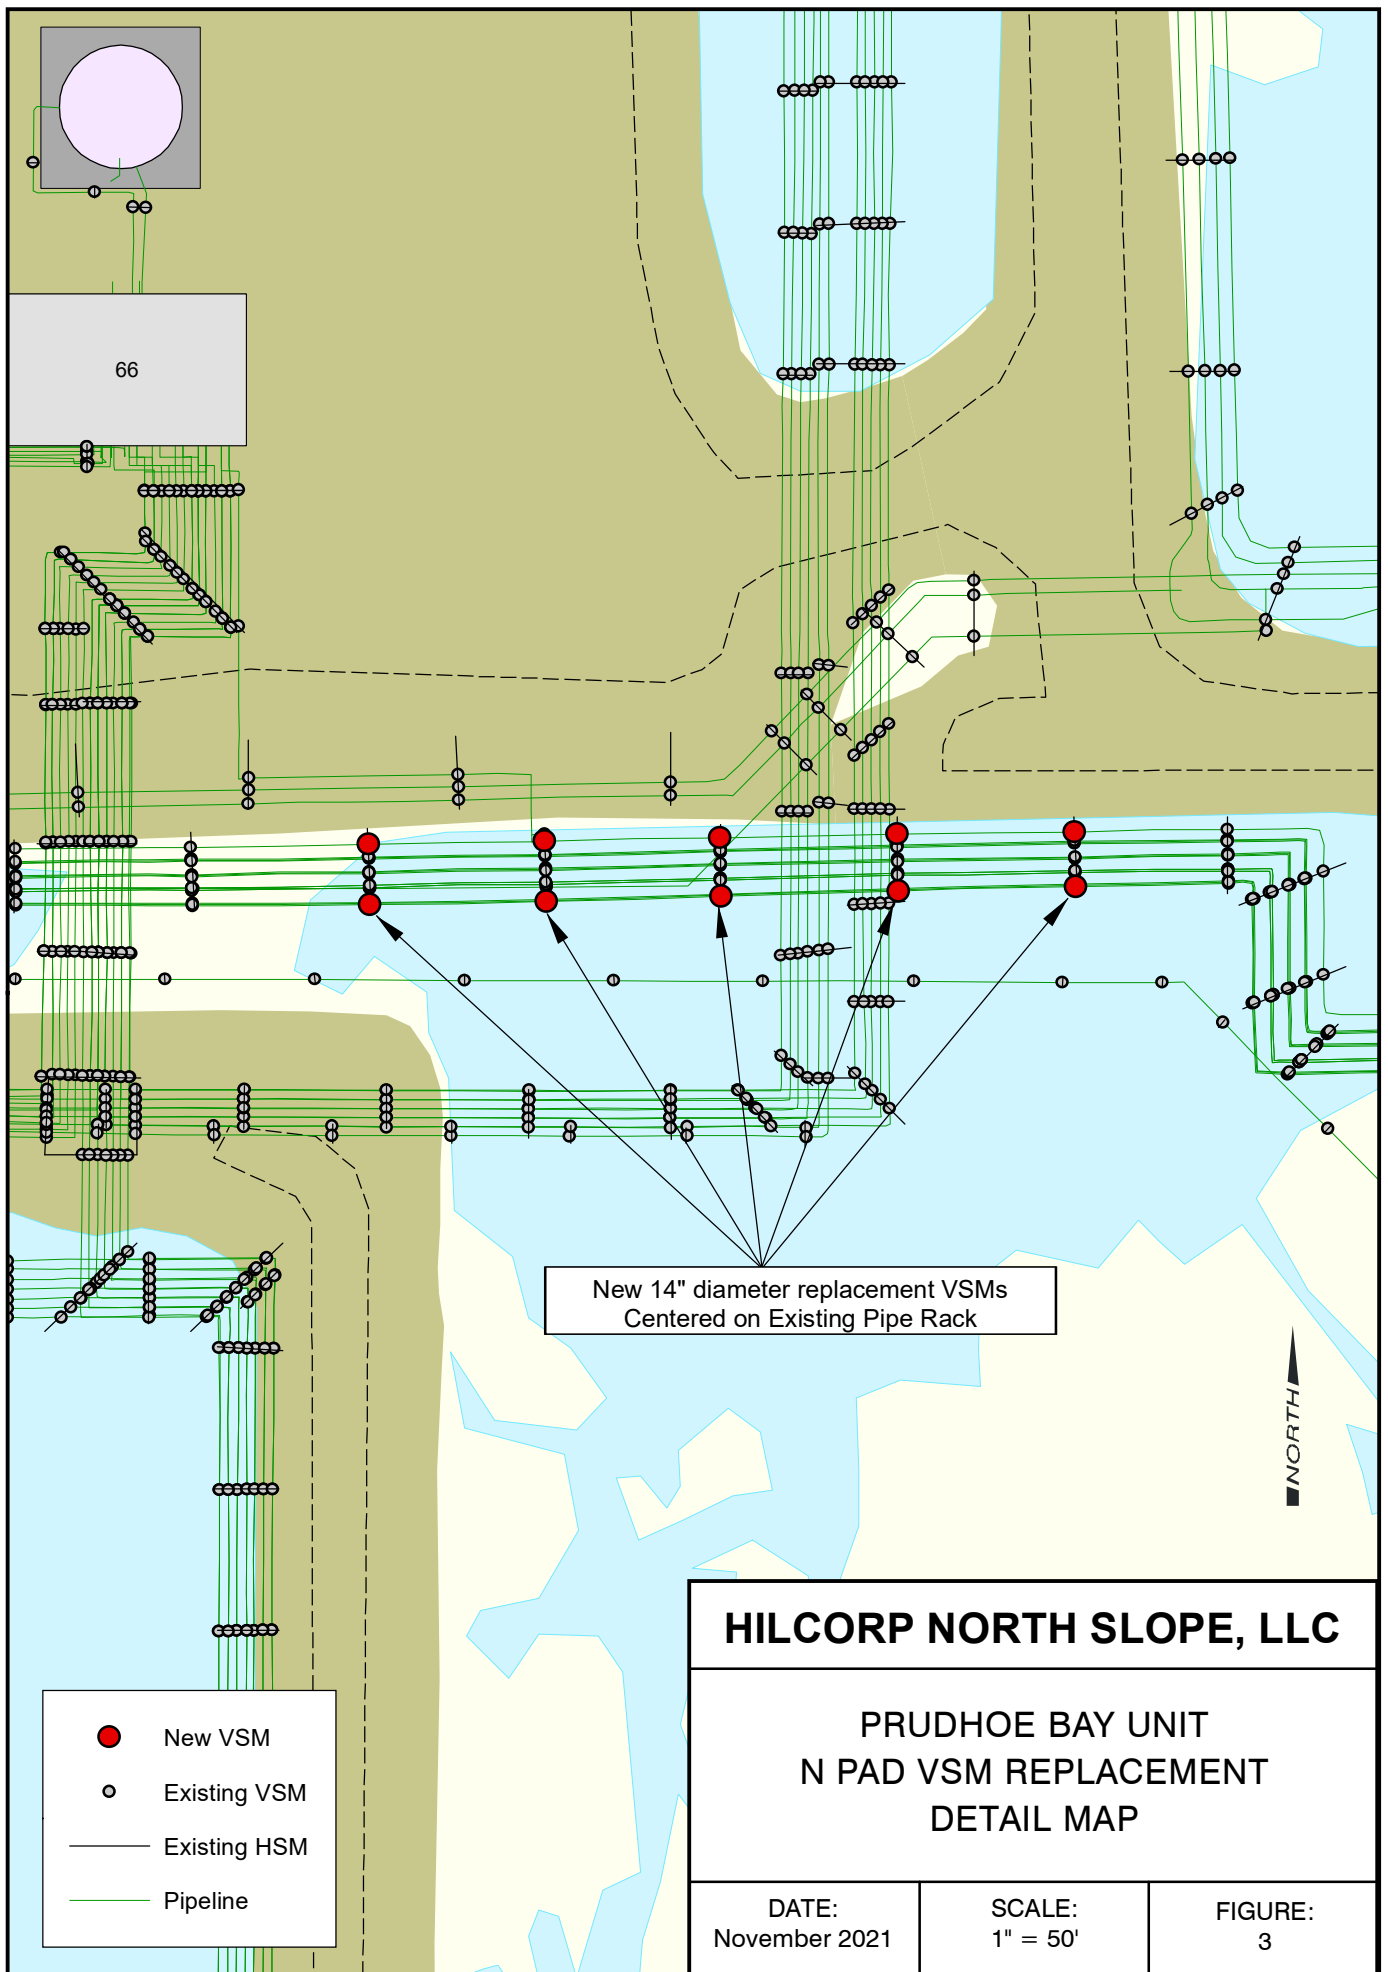 66
New 14" diameter replacement VSMs
Centered on Existing Pipe Rack
NORTH
New VSM
Existing VSM
Existing HSM
Pipeline
HILCORP NORTH SLOPE, LLC
PRUDHOE BAY UNIT
N PAD VSM REPLACEMENT
DETAIL MAP
DATE:
November 2021
SCALE:
1" = 50'
FIGURE:
3